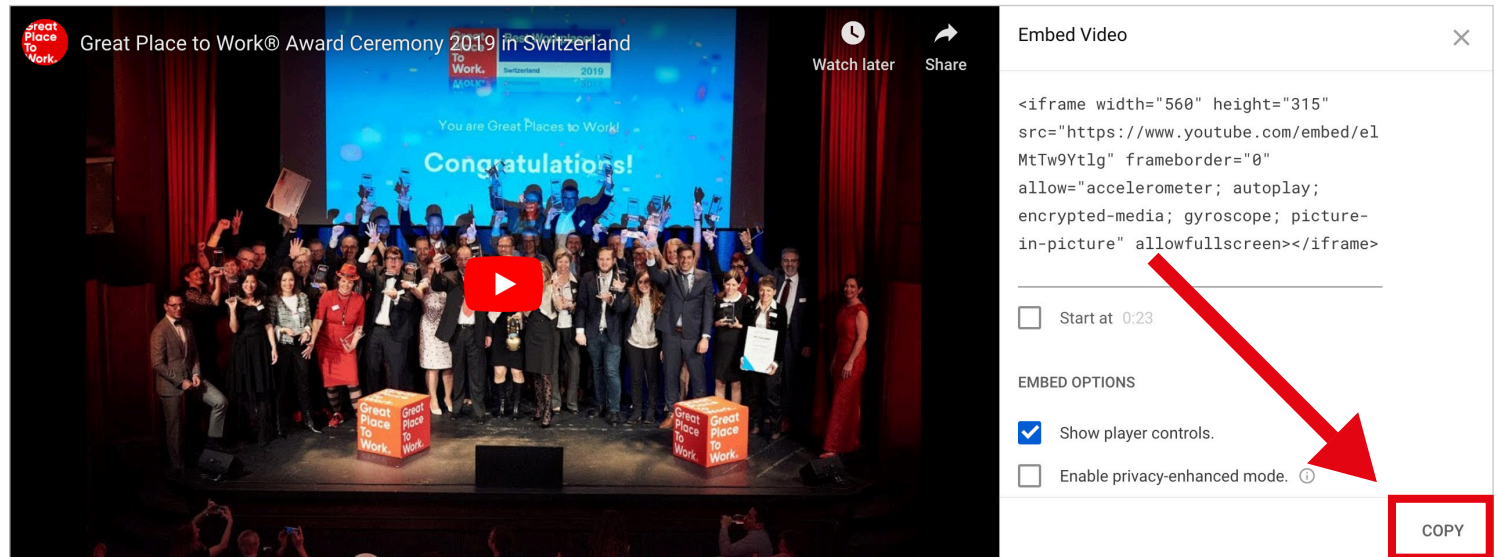 Great
Place
To
Work.
Great Place to Work® Award Ceremony 2019 in Switzerland
Watch later
Share
Great
Place
To
Work.
Best Workplaces
Switzerland
2019
You are Great Places to Work!
Congratulations!
Great
Place
To
Work.
Great
Place
To
Work.
Great
Place
To
Work.
Great
Place
To
Work.
Embed Video
<iframe width="560" height="315"
src="https://www.youtube.com/embed/el
MtTw9Ytlg" frameborder="0"
allow="accelerometer; autoplay;
encrypted-media; gyroscope; picture-
in-picture" allowfullscreen></iframe>
Start at 0:23
EMBED OPTIONS
Show player controls.
Enable privacy-enhanced mode.
COPY